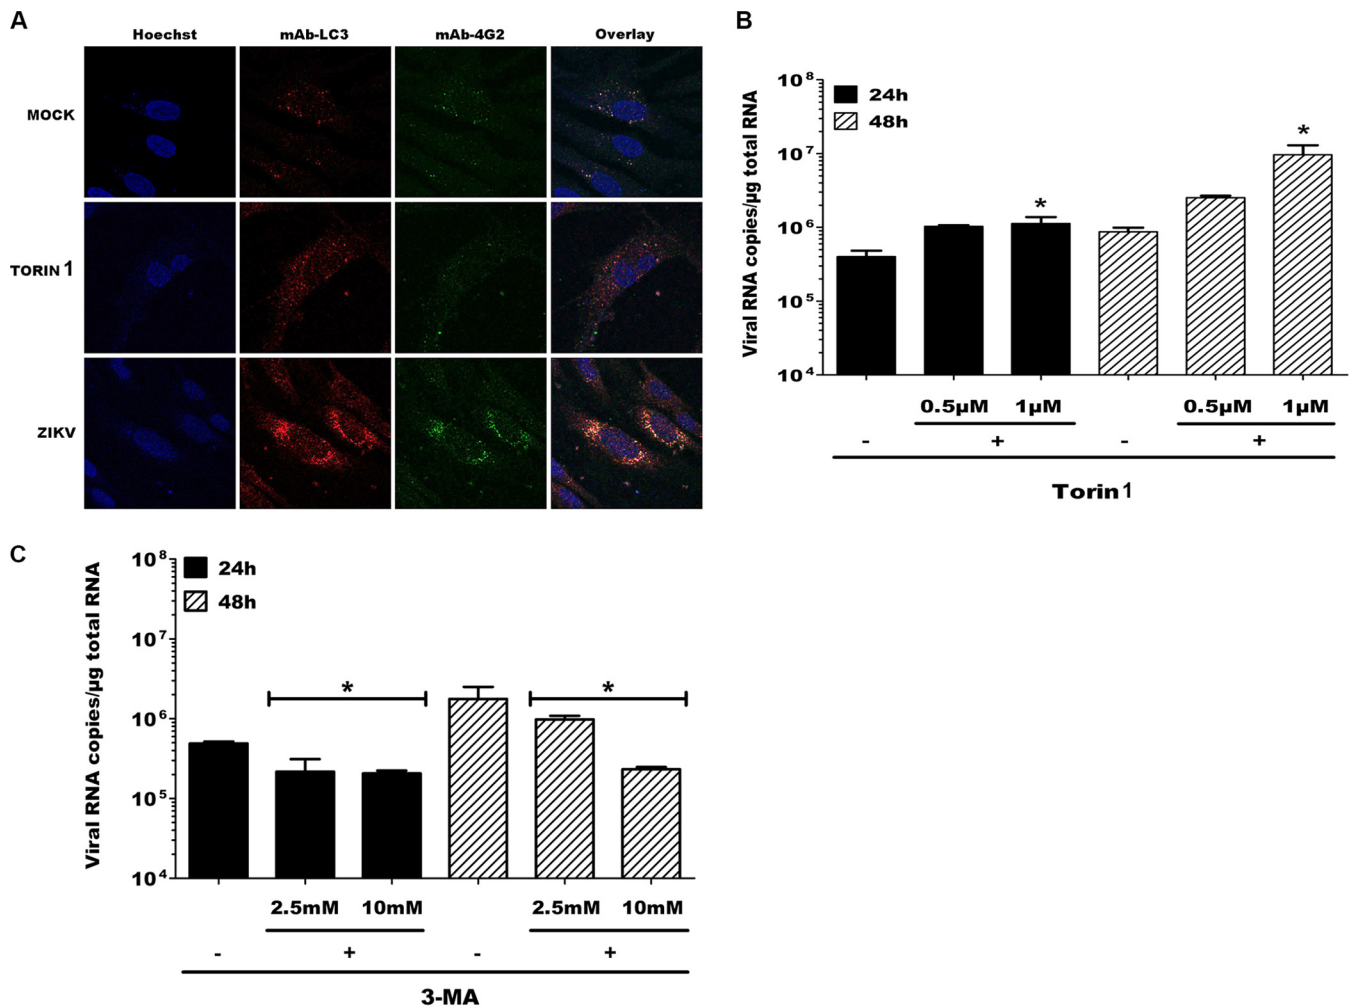 A
Hoechst mAb-LC3 mAb-4G2 Overlay
MOCK
TORIN 1
ZIKV
B
Viral RNA copies/µg total RNA
10⁸
10⁷
10⁶
10⁵
10⁴
24h
48h
*
*
0.5µM 1µM 0.5µM 1µM
- + - +
Torin1
C
Viral RNA copies/µg total RNA
10⁸
10⁷
10⁶
10⁵
10⁴
24h
48h
*
*
2.5mM 10mM 2.5mM 10mM
- + - +
3-MA